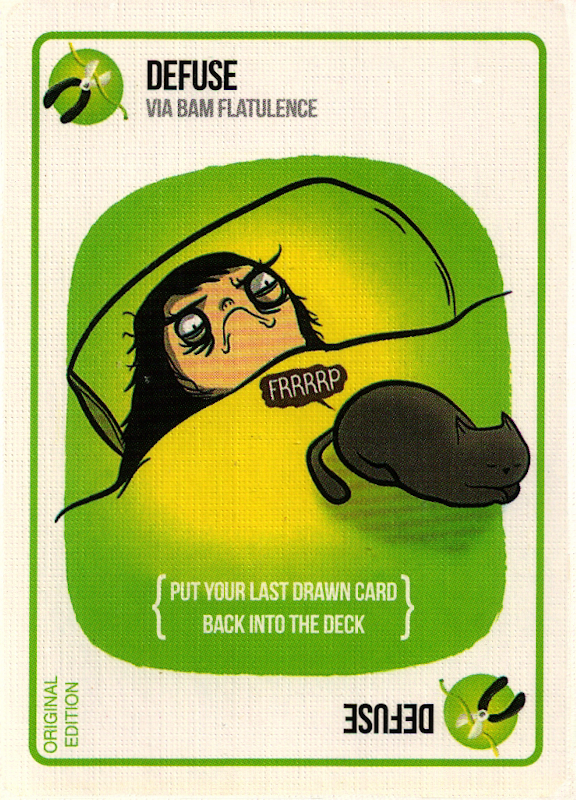 DEFUSE
VIA BAM FLATULENCE
FRRRRP
PUT YOUR LAST DRAWN CARD
BACK INTO THE DECK
ORIGINAL
EDITION
DEFUSE